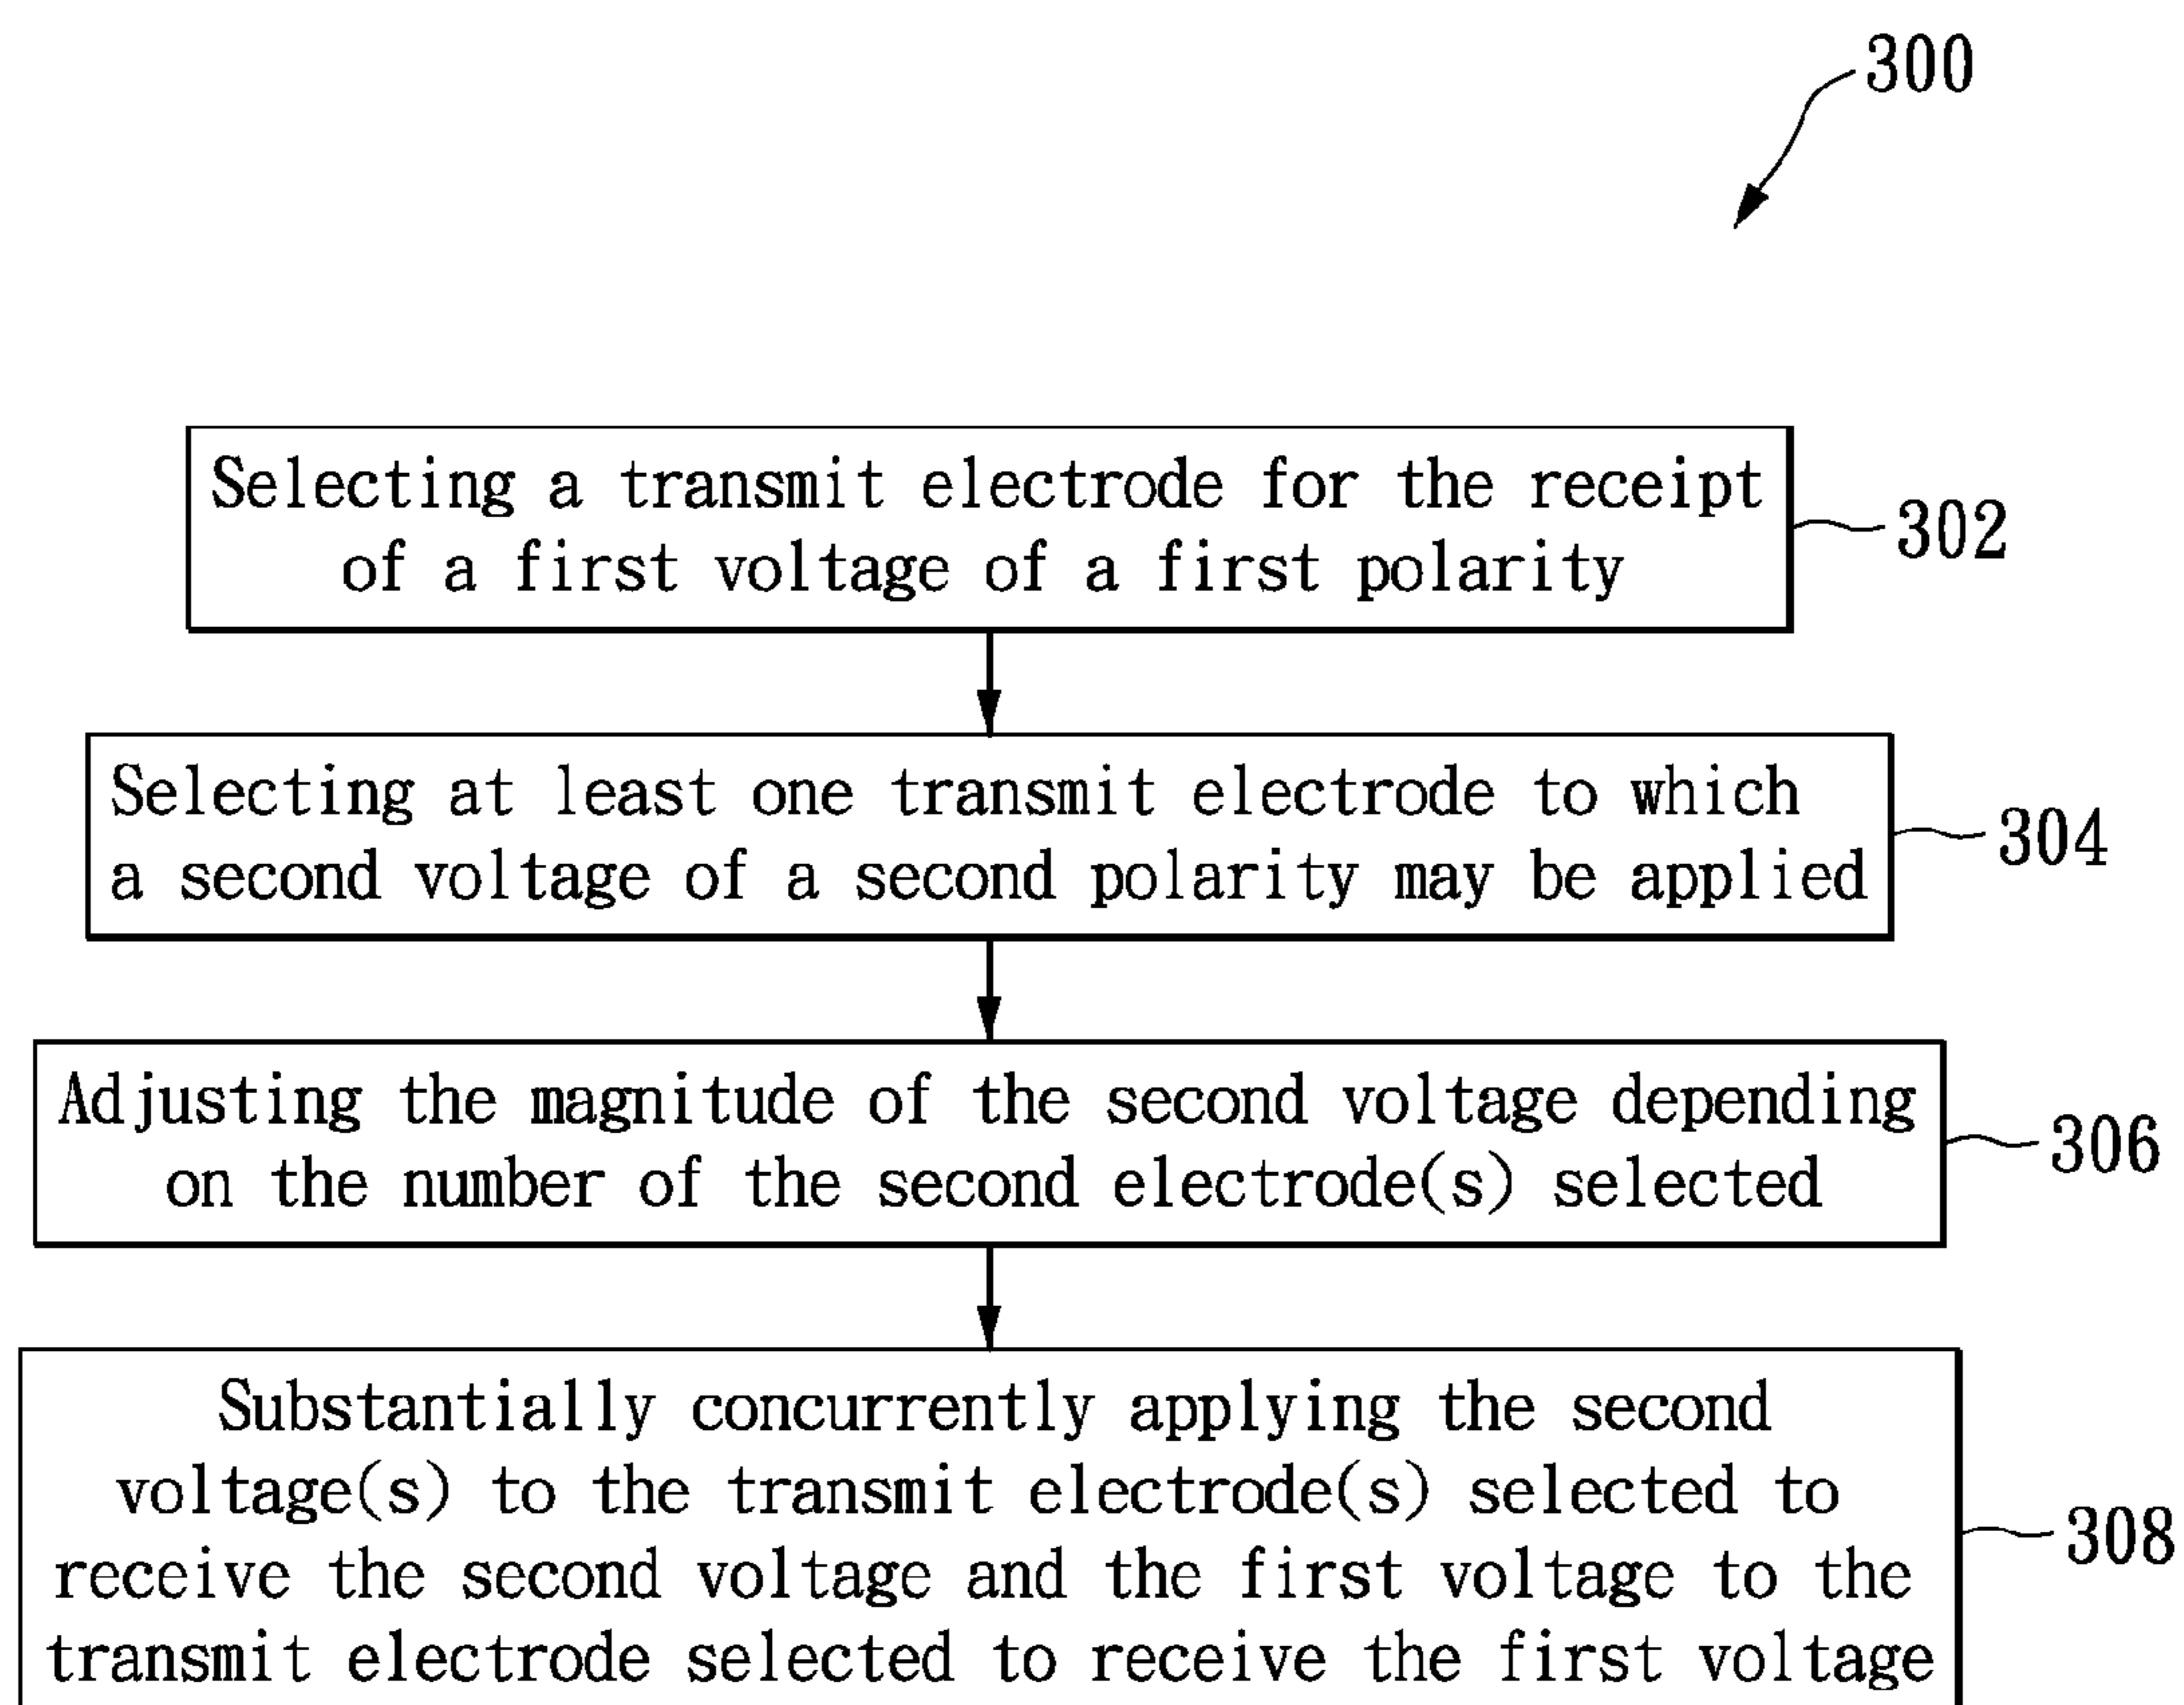 300
Selecting a transmit electrode for the receipt
of a first voltage of a first polarity
302
Selecting at least one transmit electrode to which
a second voltage of a second polarity may be applied
304
Adjusting the magnitude of the second voltage depending
on the number of the second electrode(s) selected
306
Substantially concurrently applying the second
voltage(s) to the transmit electrode(s) selected to
receive the second voltage and the first voltage to the
transmit electrode selected to receive the first voltage
308